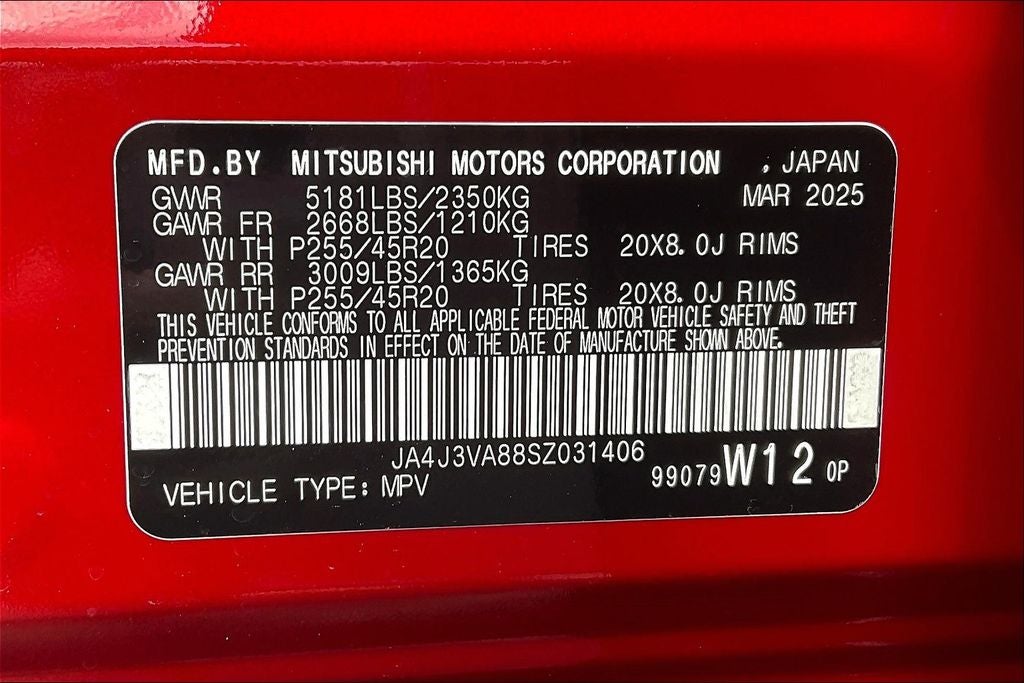 MFD.BY MITSUBISHI MOTORS CORPORATION , JAPAN
GVWR 5181LBS/2350KG MAR 2025
GAWR FR 2668LBS/1210KG
WITH P255/45R20 TIRES 20X8.0J RIMS
GAWR RR 3009LBS/1365KG
WITH P255/45R20 TIRES 20X8.0J RIMS
THIS VEHICLE CONFORMS TO ALL APPLICABLE FEDERAL MOTOR VEHICLE SAFETY AND THEFT
PREVENTION STANDARDS IN EFFECT ON THE DATE OF MANUFACTURE SHOWN ABOVE.
JA4J3VA88SZ031406
VEHICLE TYPE: MPV 99079 W12 OP